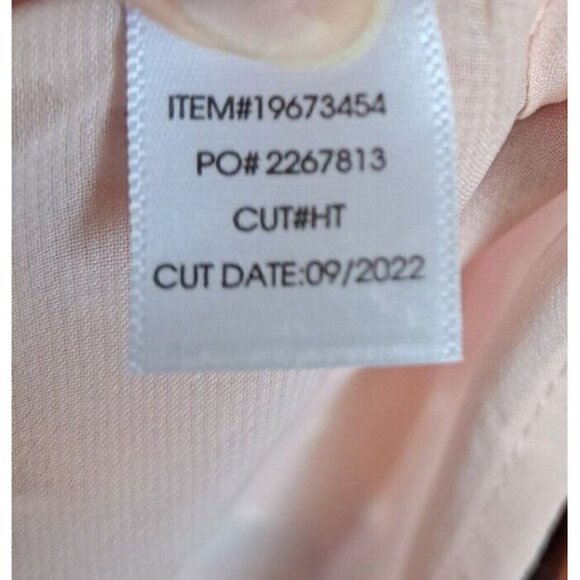 ITEM#19673454
PO# 2267813
CUT#HT
CUT DATE:09/2022